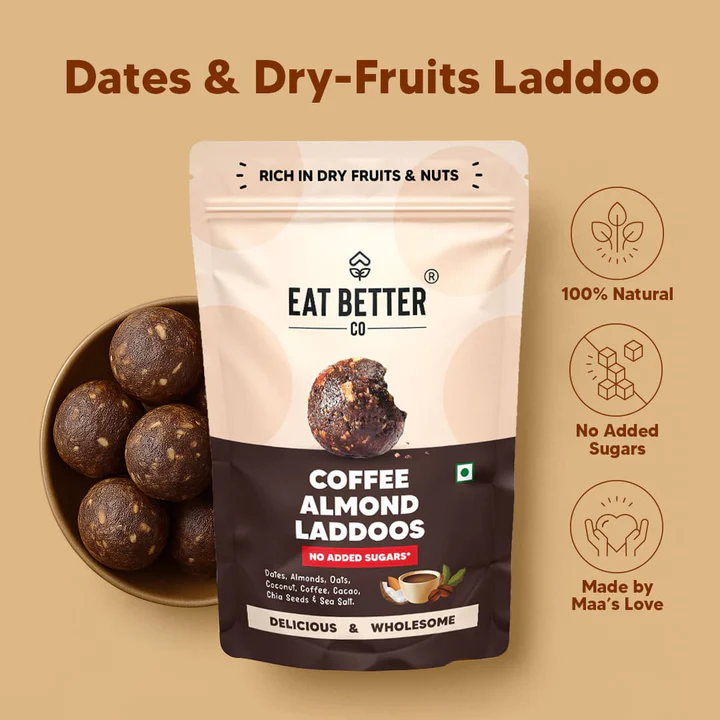 Dates & Dry-Fruits Laddoo
RICH IN DRY FRUITS & NUTS
EAT BETTER ®
CO
COFFEE
ALMOND
LADDOOS
NO ADDED SUGARS*
Dates, Almonds, Oats,
Coconut, Coffee, Cacao,
Chia Seeds & Sea Salt.
DELICIOUS & WHOLESOME
100% Natural
No Added
Sugars
Made by
Maa's Love